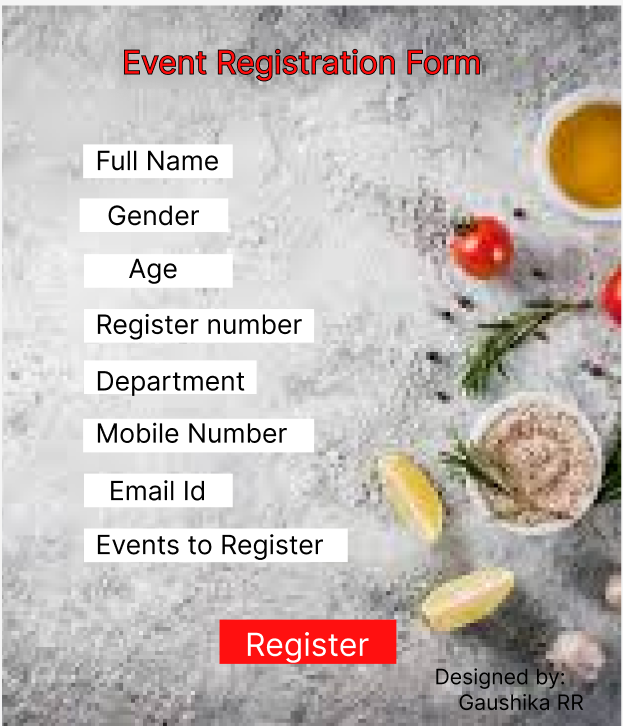 Event Registration Form
Full Name
Gender
Age
Register number
Department
Mobile Number
Email Id
Events to Register
Register
Designed by:
Gaushika RR